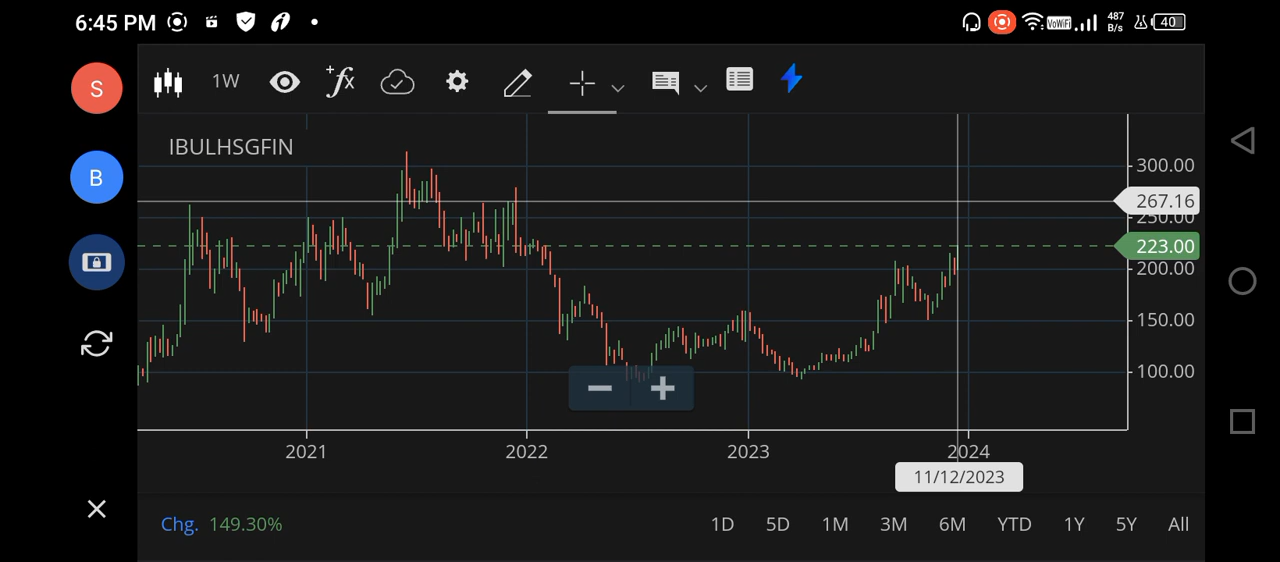 6:45 PM
VoWiFi
487
B/s
40
S
1W
+fx
IBULHSGFIN
B
300.00
267.16
250.00
223.00
200.00
150.00
100.00
2021
2022
2023
2024
11/12/2023
Chg. 149.30%
1D 5D 1M 3M 6M YTD 1Y 5Y All